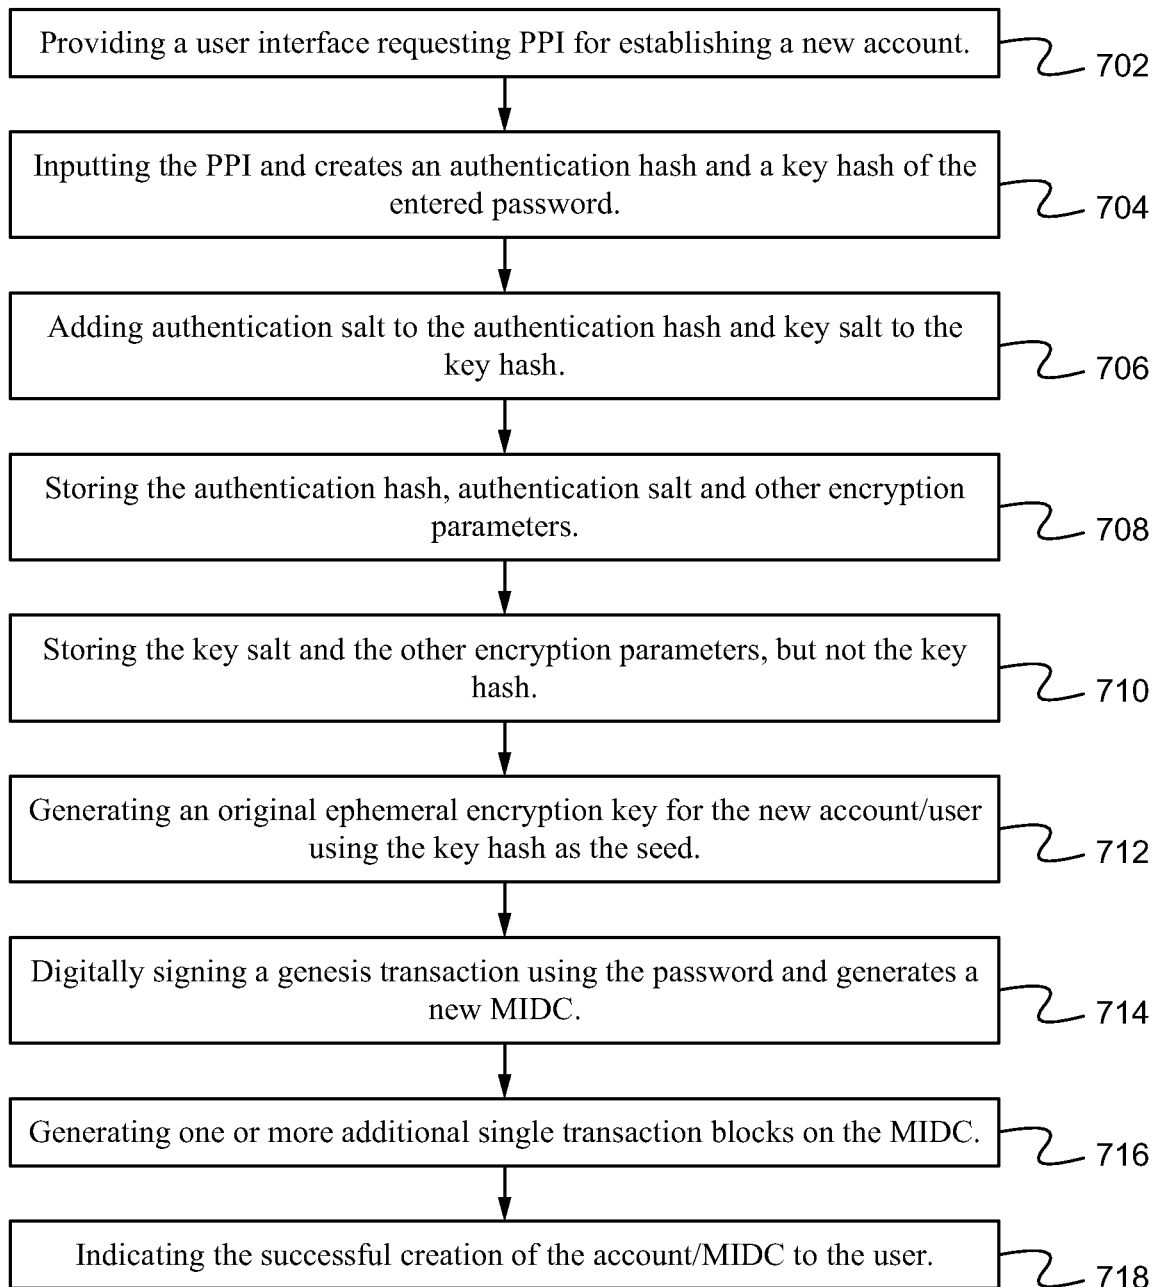 Providing a user interface requesting PPI for establishing a new account.
702
Inputting the PPI and creates an authentication hash and a key hash of the
entered password.
704
Adding authentication salt to the authentication hash and key salt to the
key hash.
706
Storing the authentication hash, authentication salt and other encryption
parameters.
708
Storing the key salt and the other encryption parameters, but not the key
hash.
710
Generating an original ephemeral encryption key for the new account/user
using the key hash as the seed.
712
Digitally signing a genesis transaction using the password and generates a
new MIDC.
714
Generating one or more additional single transaction blocks on the MIDC.
716
Indicating the successful creation of the account/MIDC to the user.
718